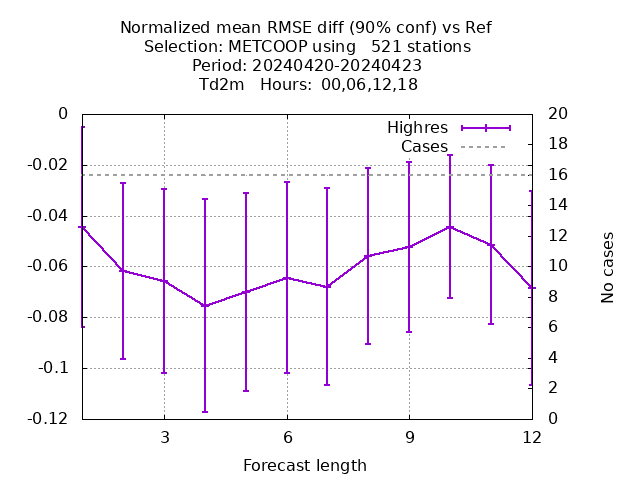 Normalized mean RMSE diff (90% conf) vs Ref
Selection: METCOOP using   521 stations
Period: 20240420-20240423
Td2m   Hours:  00,06,12,18
Highres
Cases
0
-0.02
-0.04
-0.06
-0.08
-0.1
-0.12
20
18
16
14
12
10
8
6
4
2
0
No cases
3
6
9
12
Forecast length